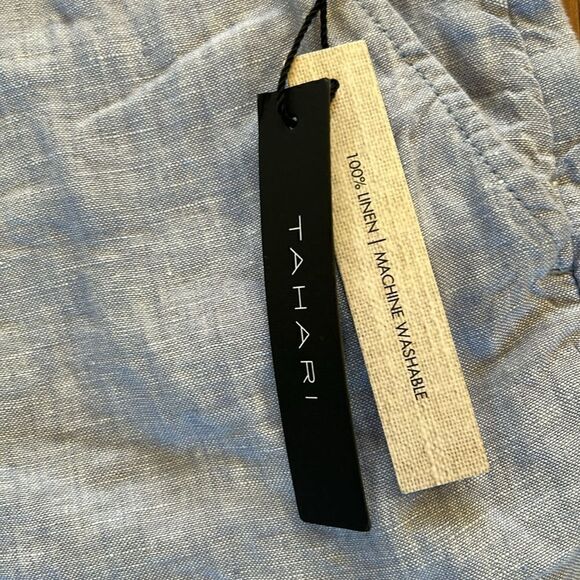 TAHARI
100% LINEN | MACHINE WASHABLE